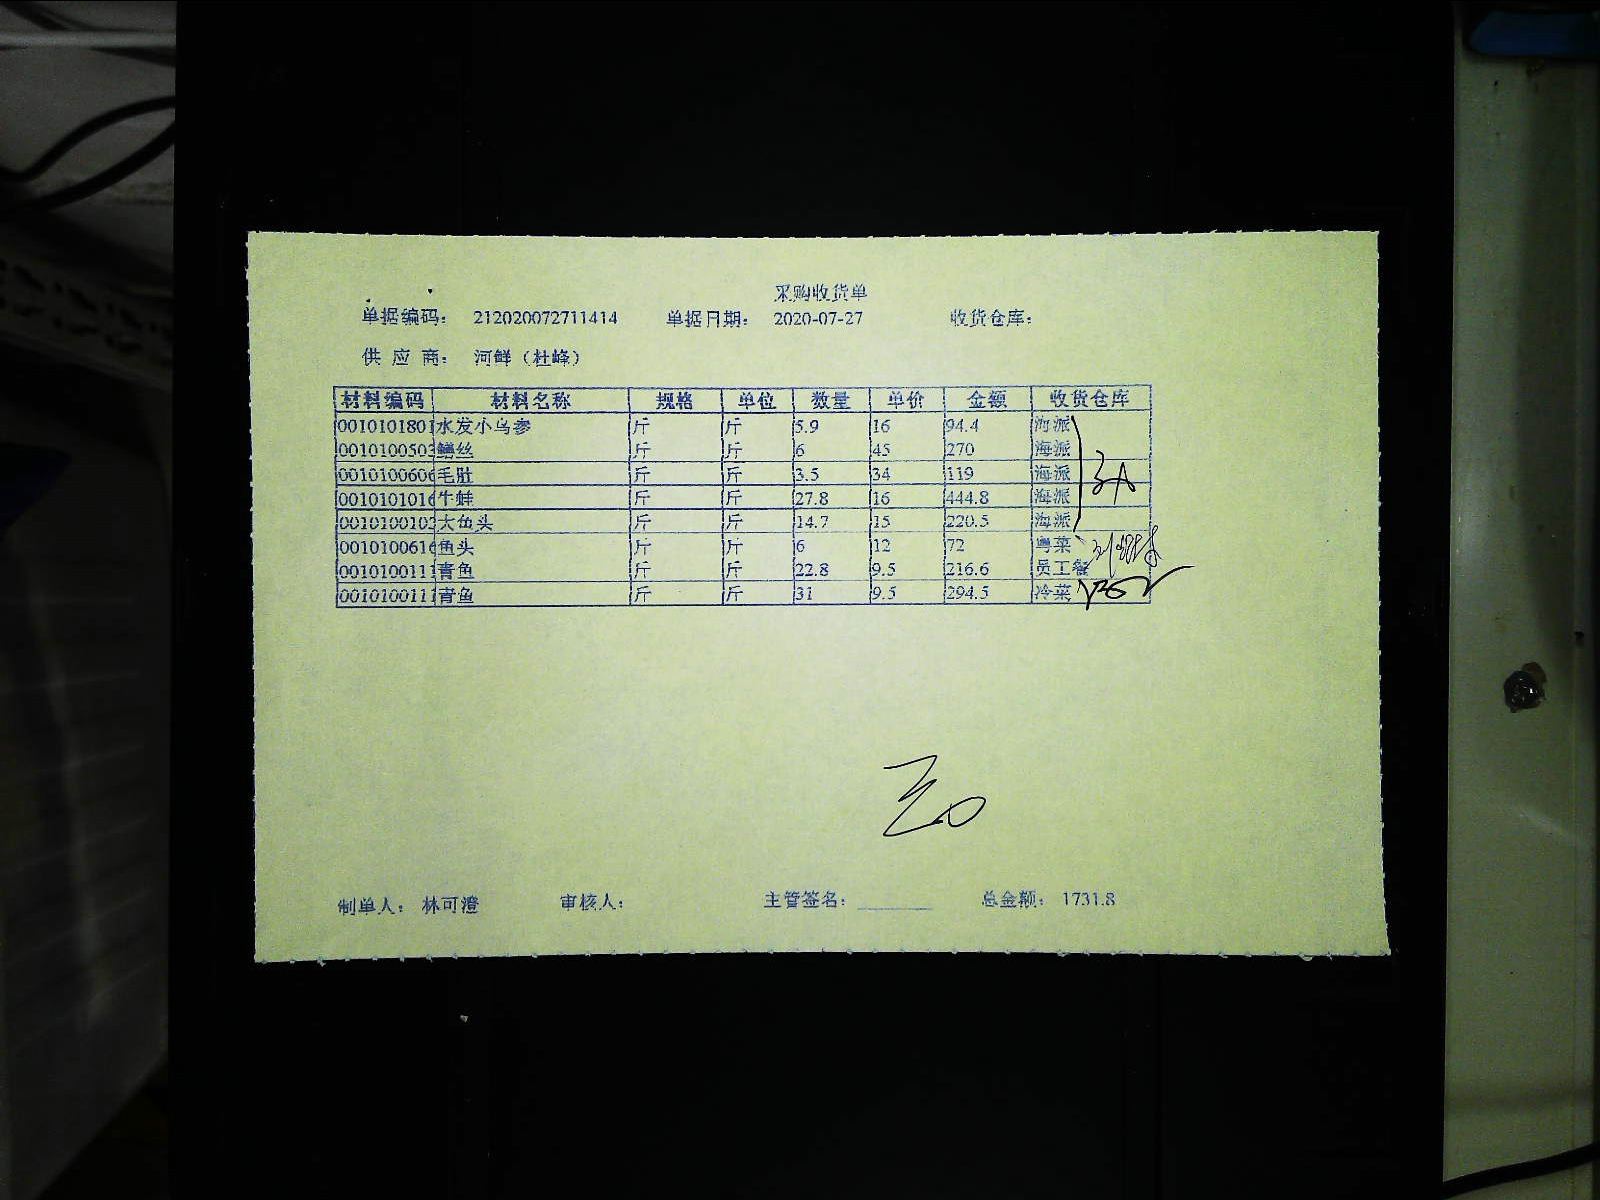 采购收货单
单据编码： 212020072711414 单据日期： 2020-07-27 收货仓库：
供 应 商： 河鲜（杜峰）
材料编码 材料名称 规格 单位 数量 单价 金额 收货仓库
0010101801 水发小乌参 斤 斤 5.9 16 94.4 海派
001010050 鳝丝 斤 斤 6 45 270 海派
001010060 毛肚 斤 斤 3.5 34 119 海派
001010101 牛蛙 斤 斤 27.8 16 444.8 海派
001010010 大鱼头 斤 斤 14.7 15 220.5 海派
001010061 鱼头 斤 斤 6 12 72 粤菜
0010100111 青鱼 斤 斤 22.8 9.5 216.6 员工餐
0010100111 青鱼 斤 斤 31 9.5 294.5 冷菜
制单人： 林可澄 审核人： 主管签名： 总金额： 1731.8